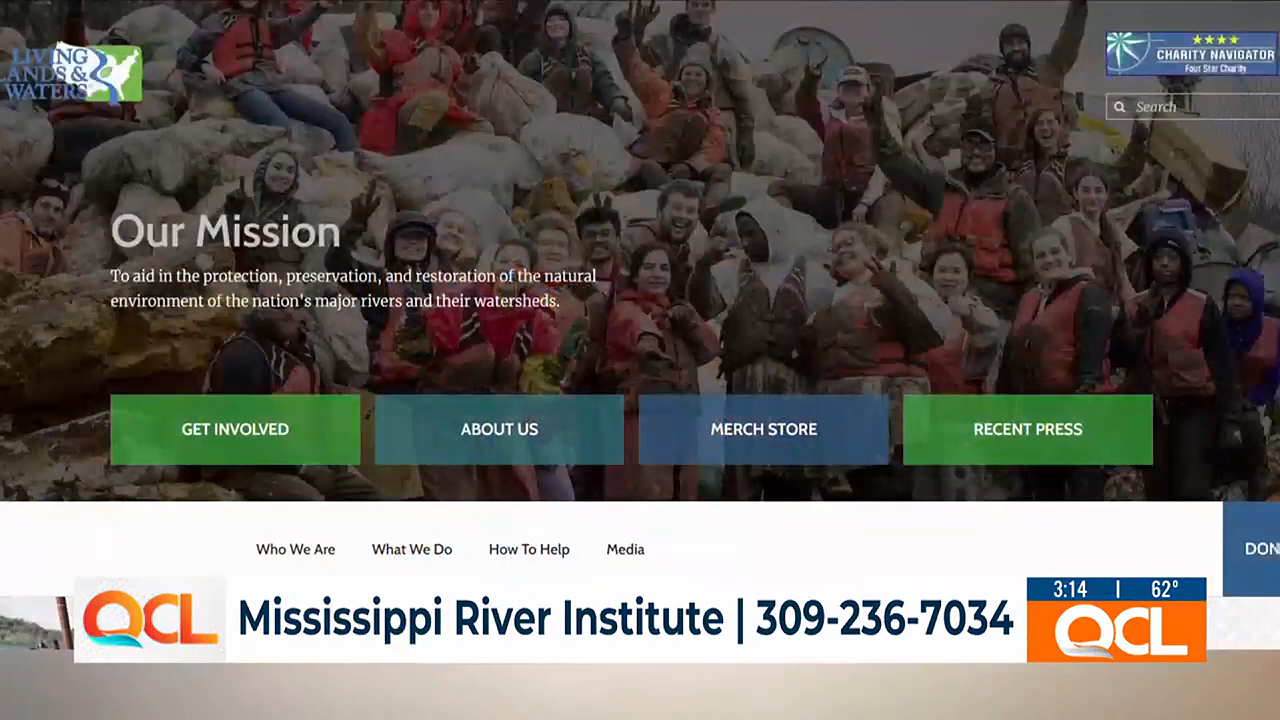 LIVING
LANDS &
WATERS
★★★★
CHARITY NAVIGATOR
Four Star Charity
Search
Our Mission
To aid in the protection, preservation, and restoration of the natural
environment of the nation's major rivers and their watersheds.
GET INVOLVED
ABOUT US
MERCH STORE
RECENT PRESS
Who We Are
What We Do
How To Help
Media
DON
QCL
Mississippi River Institute | 309-236-7034
3:14 | 62°
QCL